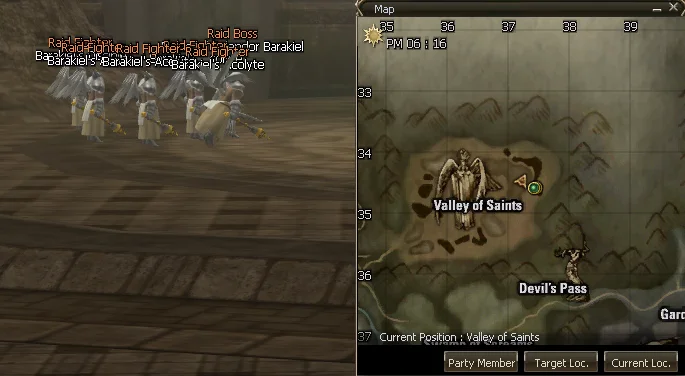 Raid Boss
Raid Fighter
Raid Fighter
Raid Fighter
Barakiel
Barakiel's Acolyte
Map
PM 06 : 16
35 36 37 38 39
33
34
35
36
37
Valley of Saints
Devil's Pass
Current Position : Valley of Saints
Party Member
Target Loc.
Current Loc.